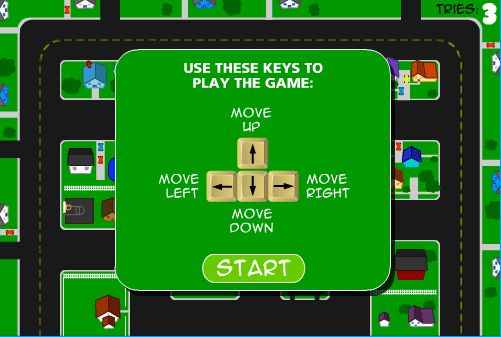 TRIES: 3
USE THESE KEYS TO
PLAY THE GAME:
MOVE
UP
MOVE
LEFT
MOVE
RIGHT
MOVE
DOWN
START